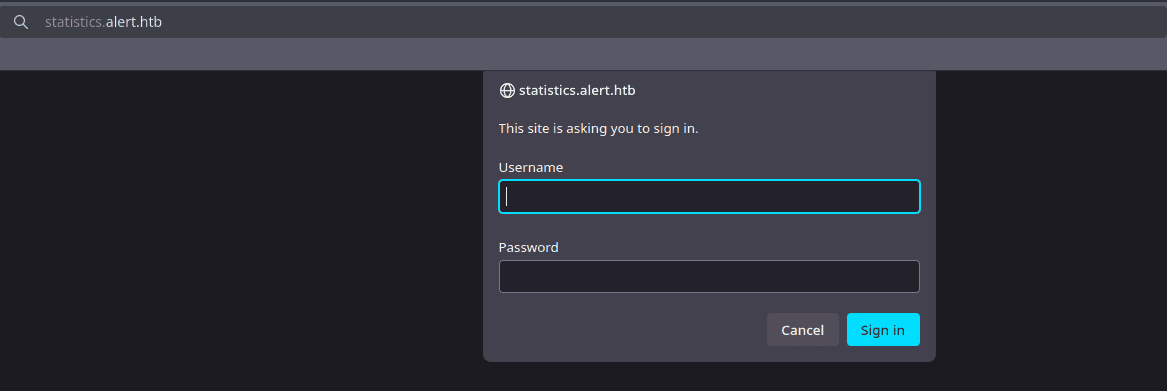 statistics.alert.htb
statistics.alert.htb
This site is asking you to sign in.
Username
Password
Cancel Sign in